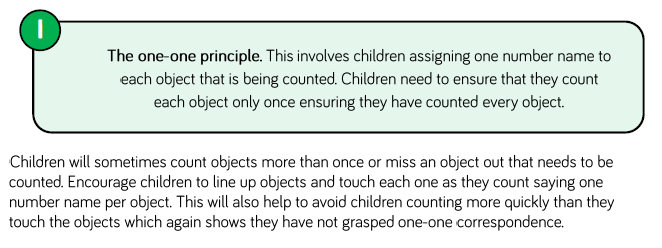 1
The one-one principle. This involves children assigning one number name to
each object that is being counted. Children need to ensure that they count
each object only once ensuring they have counted every object.
Children will sometimes count objects more than once or miss an object out that needs to be
counted. Encourage children to line up objects and touch each one as they count saying one
number name per object. This will also help to avoid children counting more quickly than they
touch the objects which again shows they have not grasped one-one correspondence.